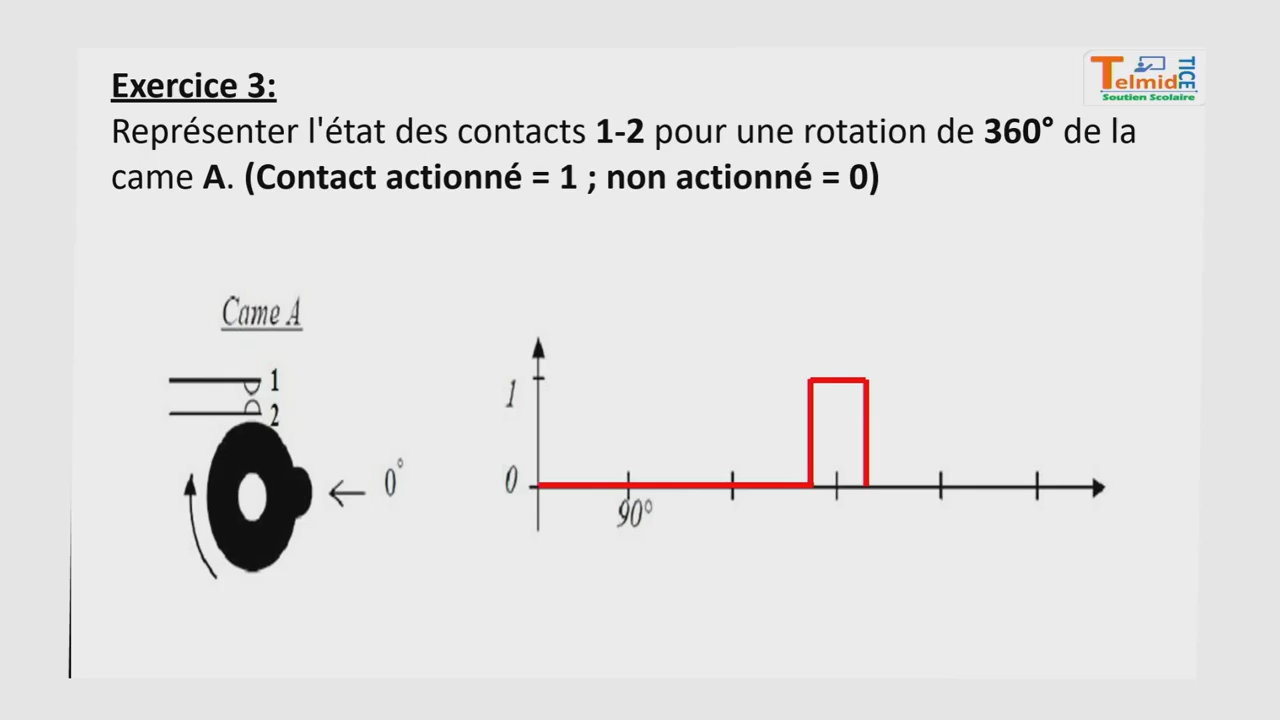 Exercice 3:
Telmid TICE
Soutien Scolaire
Représenter l'état des contacts 1-2 pour une rotation de 360° de la
came A. (Contact actionné = 1 ; non actionné = 0)
Came A
1
2
0°
1
0
90°